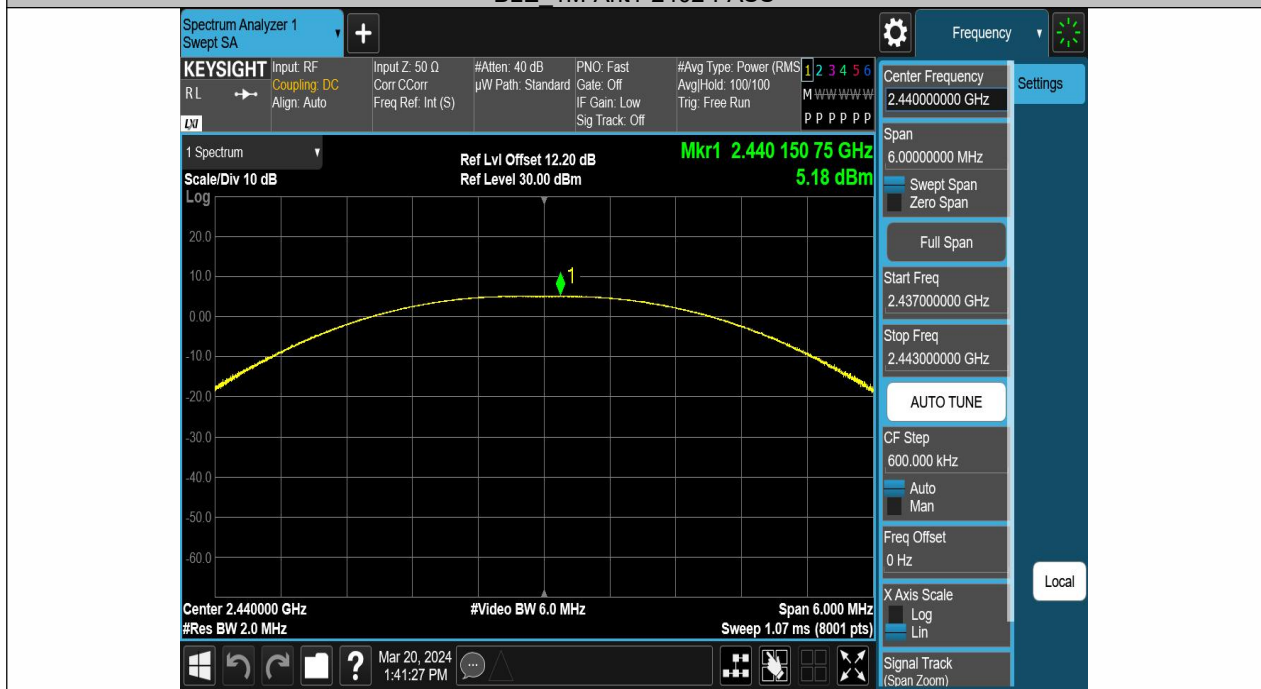 Spectrum Analyzer 1
Swept SA
+
Frequency
KEYSIGHT
RL
LXI
Input: RF
Coupling: DC
Align: Auto
Input Z: 50 Ω
Corr CCorr
Freq Ref: Int (S)
#Atten: 40 dB
µW Path: Standard
PNO: Fast
Gate: Off
IF Gain: Low
Sig Track: Off
#Avg Type: Power (RMS
Avg|Hold: 100/100
Trig: Free Run
1 2 3 4 5 6
M W W W W W
P P P P P P
1 Spectrum
Scale/Div 10 dB
Ref Lvl Offset 12.20 dB
Ref Level 30.00 dBm
Mkr1 2.440 150 75 GHz
5.18 dBm
Log
20.0
10.0
0.00
-10.0
-20.0
-30.0
-40.0
-50.0
-60.0
1
Center 2.440000 GHz
#Res BW 2.0 MHz
#Video BW 6.0 MHz
Span 6.000 MHz
Sweep 1.07 ms (8001 pts)
Center Frequency
2.440000000 GHz
Span
6.00000000 MHz
Swept Span
Zero Span
Full Span
Start Freq
2.437000000 GHz
Stop Freq
2.443000000 GHz
AUTO TUNE
CF Step
600.000 kHz
Auto
Man
Freq Offset
0 Hz
X Axis Scale
Log
Lin
Signal Track
(Span Zoom)
Settings
Local
?
Mar 20, 2024
1:41:27 PM